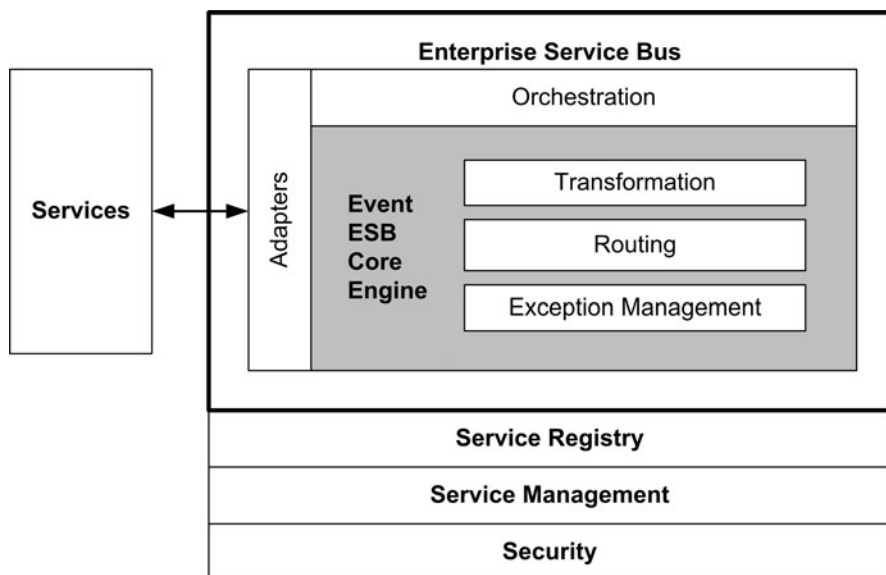 Enterprise Service Bus
Orchestration
Services
Adapters
Event
ESB
Core
Engine
Transformation
Routing
Exception Management
Service Registry
Service Management
Security